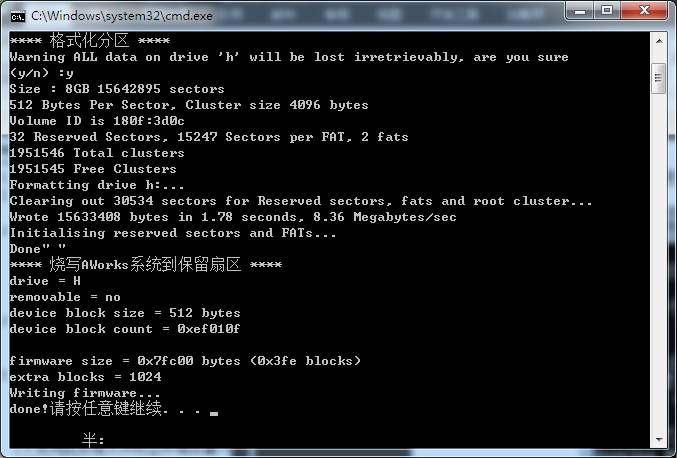 C:\Windows\system32\cmd.exe
**** 格式化分区 ****
Warning ALL data on drive 'h' will be lost irretrievably, are you sure
(y/n) :y
Size : 8GB 15642895 sectors
512 Bytes Per Sector, Cluster size 4096 bytes
Volume ID is 180f:3d0c
32 Reserved Sectors, 15247 Sectors per FAT, 2 fats
1951546 Total clusters
1951545 Free Clusters
Formatting drive h:...
Clearing out 30534 sectors for Reserved sectors, fats and root cluster...
Wrote 15633408 bytes in 1.78 seconds, 8.36 Megabytes/sec
Initialising reserved sectors and FATs...
Done" "
**** 烧写AWorks系统到保留扇区 ****
drive = H
removable = no
device block size = 512 bytes
device block count = 0xef010f
firmware size = 0x7fc00 bytes (0x3fe blocks)
extra blocks = 1024
Writing firmware...
done!请按任意键继续. . .
半: